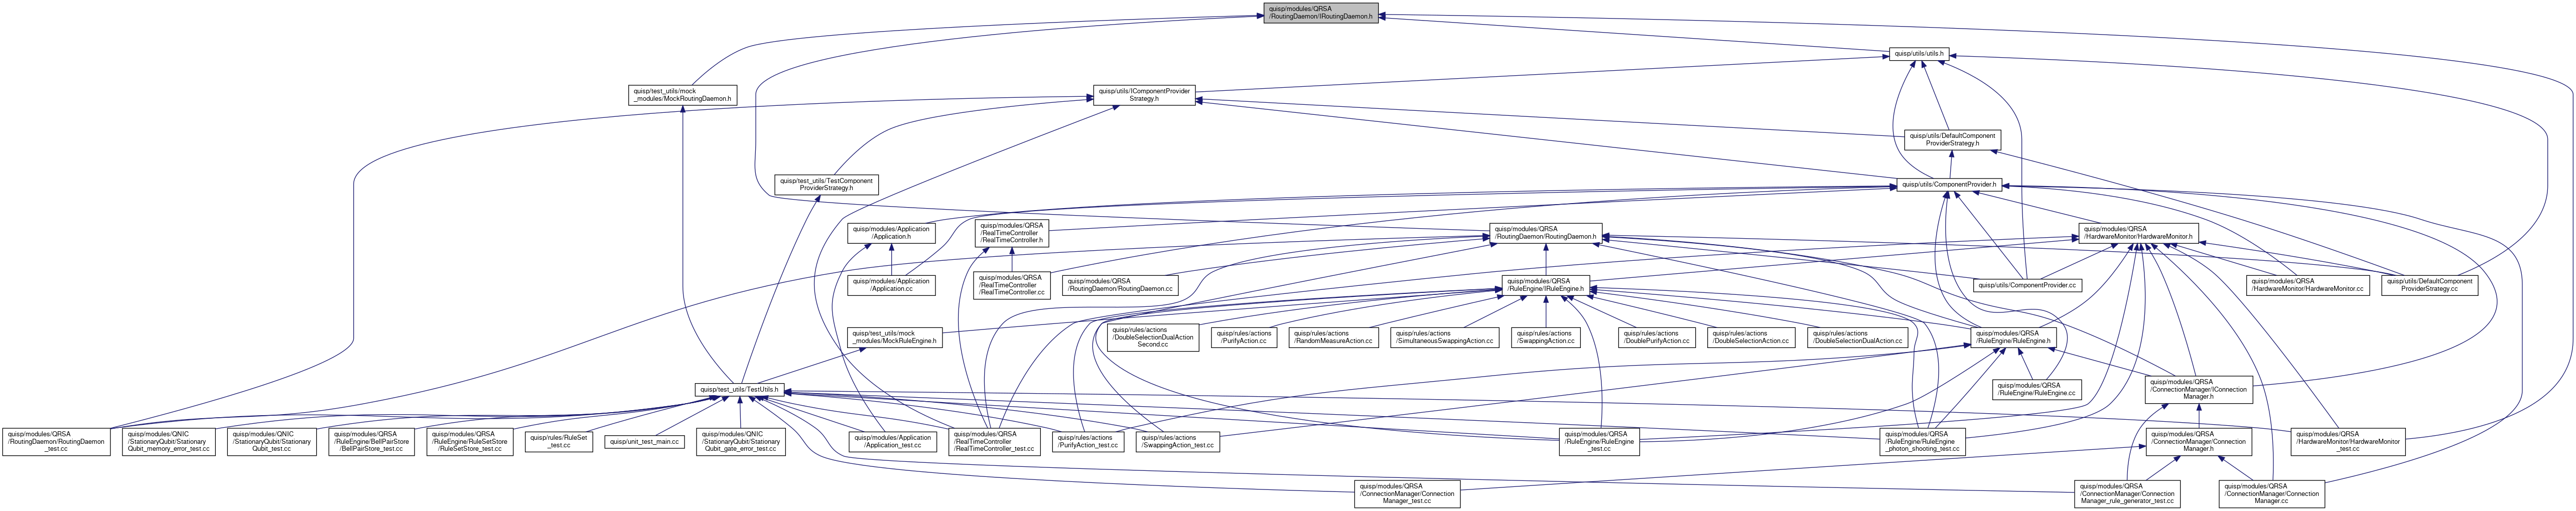 quisp/modules/QRSA
/RoutingDaemon/IRoutingDaemon.h
quisp/utils/utils.h
quisp/test_utils/mock
_modules/MockRoutingDaemon.h
quisp/utils/IComponentProvider
Strategy.h
quisp/utils/DefaultComponent
ProviderStrategy.h
quisp/test_utils/TestComponent
ProviderStrategy.h
quisp/utils/ComponentProvider.h
quisp/modules/Application
/Application.h
quisp/modules/QRSA
/RealTimeController
/RealTimeController.h
quisp/modules/QRSA
/RoutingDaemon/RoutingDaemon.h
quisp/modules/QRSA
/HardwareMonitor/HardwareMonitor.h
quisp/modules/Application
/Application.cc
quisp/modules/QRSA
/RealTimeController
/RealTimeController.cc
quisp/modules/QRSA
/RoutingDaemon/RoutingDaemon.cc
quisp/modules/QRSA
/RuleEngine/IRuleEngine.h
quisp/utils/ComponentProvider.cc
quisp/modules/QRSA
/HardwareMonitor/HardwareMonitor.cc
quisp/utils/DefaultComponent
ProviderStrategy.cc
quisp/test_utils/mock
_modules/MockRuleEngine.h
quisp/rules/actions
/DoubleSelectionDualAction
Second.cc
quisp/rules/actions
/PurifyAction.cc
quisp/rules/actions
/RandomMeasureAction.cc
quisp/rules/actions
/SimultaneousSwappingAction.cc
quisp/rules/actions
/SwappingAction.cc
quisp/rules/actions
/DoublePurifyAction.cc
quisp/rules/actions
/DoubleSelectionAction.cc
quisp/rules/actions
/DoubleSelectionDualAction.cc
quisp/modules/QRSA
/RuleEngine/RuleEngine.h
quisp/test_utils/TestUtils.h
quisp/modules/QRSA
/RuleEngine/RuleEngine.cc
quisp/modules/QRSA
/ConnectionManager/IConnection
Manager.h
quisp/modules/QRSA
/RoutingDaemon/RoutingDaemon
_test.cc
quisp/modules/QNIC
/StationaryQubit/Stationary
Qubit_memory_error_test.cc
quisp/modules/QNIC
/StationaryQubit/Stationary
Qubit_test.cc
quisp/modules/QRSA
/RuleEngine/BellPairStore
/BellPairStore_test.cc
quisp/modules/QRSA
/RuleEngine/RuleSetStore
/RuleSetStore_test.cc
quisp/rules/RuleSet
_test.cc
quisp/unit_test_main.cc
quisp/modules/QNIC
/StationaryQubit/Stationary
Qubit_gate_error_test.cc
quisp/modules/Application
/Application_test.cc
quisp/modules/QRSA
/RealTimeController
/RealTimeController_test.cc
quisp/rules/actions
/PurifyAction_test.cc
quisp/rules/actions
/SwappingAction_test.cc
quisp/modules/QRSA
/RuleEngine/RuleEngine
_test.cc
quisp/modules/QRSA
/RuleEngine/RuleEngine
_photon_shooting_test.cc
quisp/modules/QRSA
/ConnectionManager/Connection
Manager.h
quisp/modules/QRSA
/HardwareMonitor/HardwareMonitor
_test.cc
quisp/modules/QRSA
/ConnectionManager/Connection
Manager_test.cc
quisp/modules/QRSA
/ConnectionManager/Connection
Manager_rule_generator_test.cc
quisp/modules/QRSA
/ConnectionManager/Connection
Manager.cc